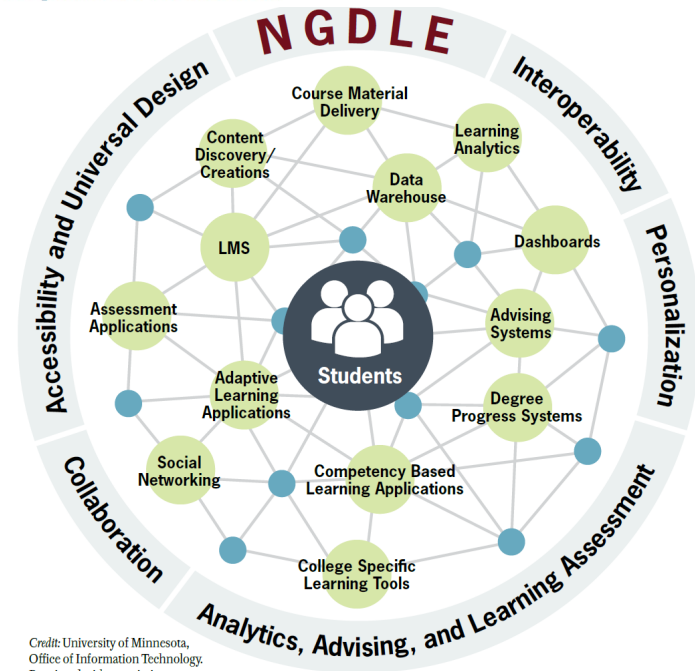 NGDLE
Accessibility and Universal Design
Interoperability
Personalization
Course Material
Delivery
Learning
Analytics
Content
Discovery/
Creations
Data
Warehouse
LMS
Dashboards
Assessment
Applications
Advising
Systems
Students
Adaptive
Learning
Applications
Degree
Progress Systems
Social
Networking
Competency Based
Learning Applications
College Specific
Learning Tools
Collaboration
Analytics, Advising, and Learning Assessment
Credit: University of Minnesota,
Office of Information Technology.